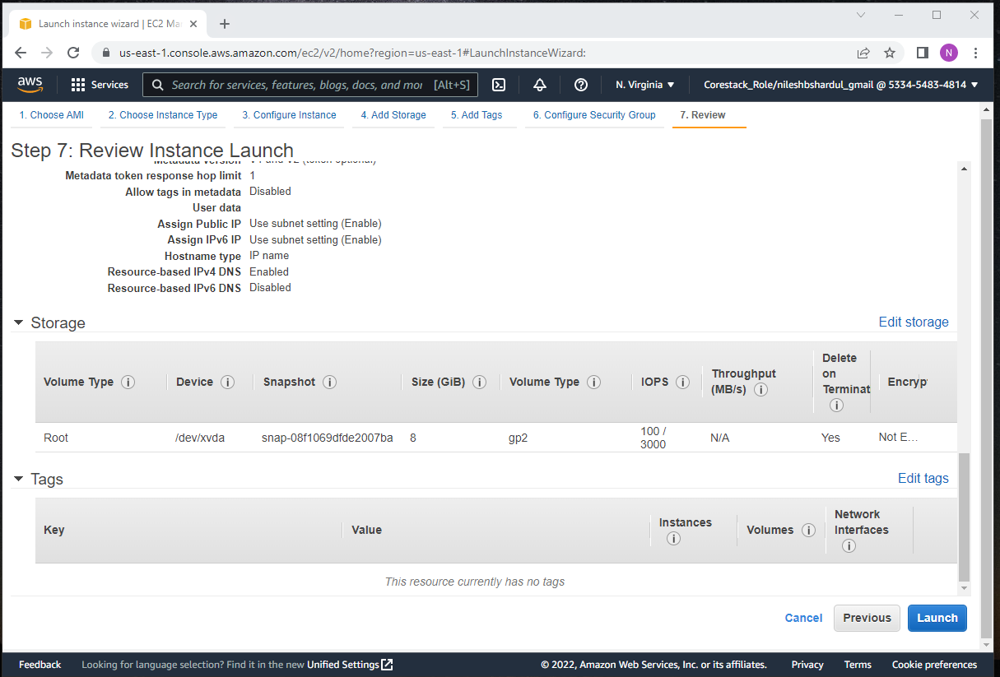 Launch instance wizard | EC2 Ma
us-east-1.console.aws.amazon.com/ec2/v2/home?region=us-east-1#LaunchInstanceWizard:
N
aws
Services
Search for services, features, blogs, docs, and mor [Alt+S]
N. Virginia
Corestack_Role/nileshbshardul_gmail @ 5334-5483-4814
1. Choose AMI 2. Choose Instance Type 3. Configure Instance 4. Add Storage 5. Add Tags 6. Configure Security Group 7. Review
Step 7: Review Instance Launch
Metadata version V1 and V2 (token optional)
Metadata token response hop limit 1
Allow tags in metadata Disabled
User data
Assign Public IP Use subnet setting (Enable)
Assign IPv6 IP Use subnet setting (Enable)
Hostname type IP name
Resource-based IPv4 DNS Enabled
Resource-based IPv6 DNS Disabled
Storage Edit storage
Volume Type Device Snapshot Size (GiB) Volume Type IOPS Throughput (MB/s) Delete on Terminat Encryp
Root /dev/xvda snap-08f1069dfde2007ba 8 gp2 100 / 3000 N/A Yes Not E…
Tags Edit tags
Key Value Instances Volumes Network Interfaces
This resource currently has no tags
Cancel Previous Launch
Feedback Looking for language selection? Find it in the new Unified Settings © 2022, Amazon Web Services, Inc. or its affiliates. Privacy Terms Cookie preferences